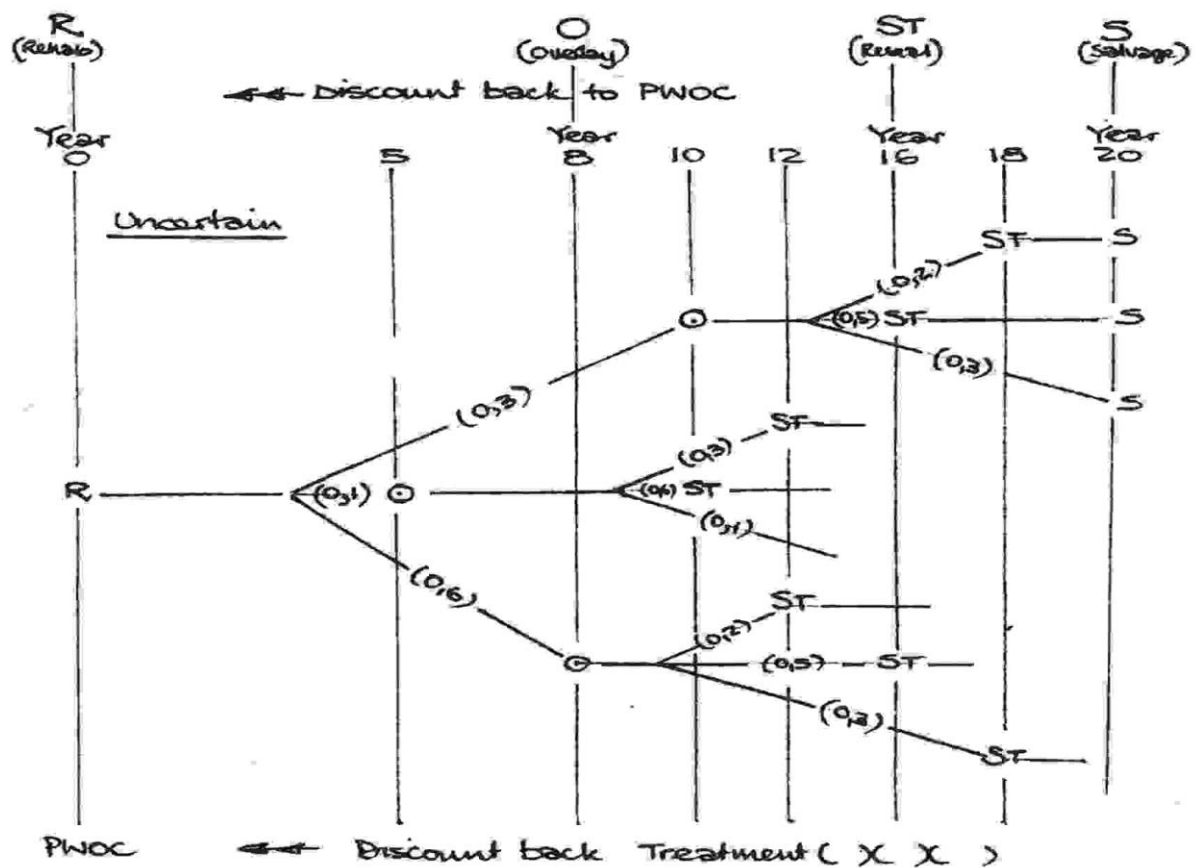 R O ST S
(Rehab) (Overlay) (Reseal) (Salvage)
Discount back to PWOC
Year Year Year Year
0 5 8 10 12 16 18 20
Uncertain
ST S
(0,2)
O (0,5) ST S
(0,3)
(0,3) S
ST
(0,3)
R (0,1) O (0,6) ST
(0,1)
(0,6) ST
(0,2)
O (0,5) ST
(0,3)
ST
PWOC Discount back Treatment ( )( )( )